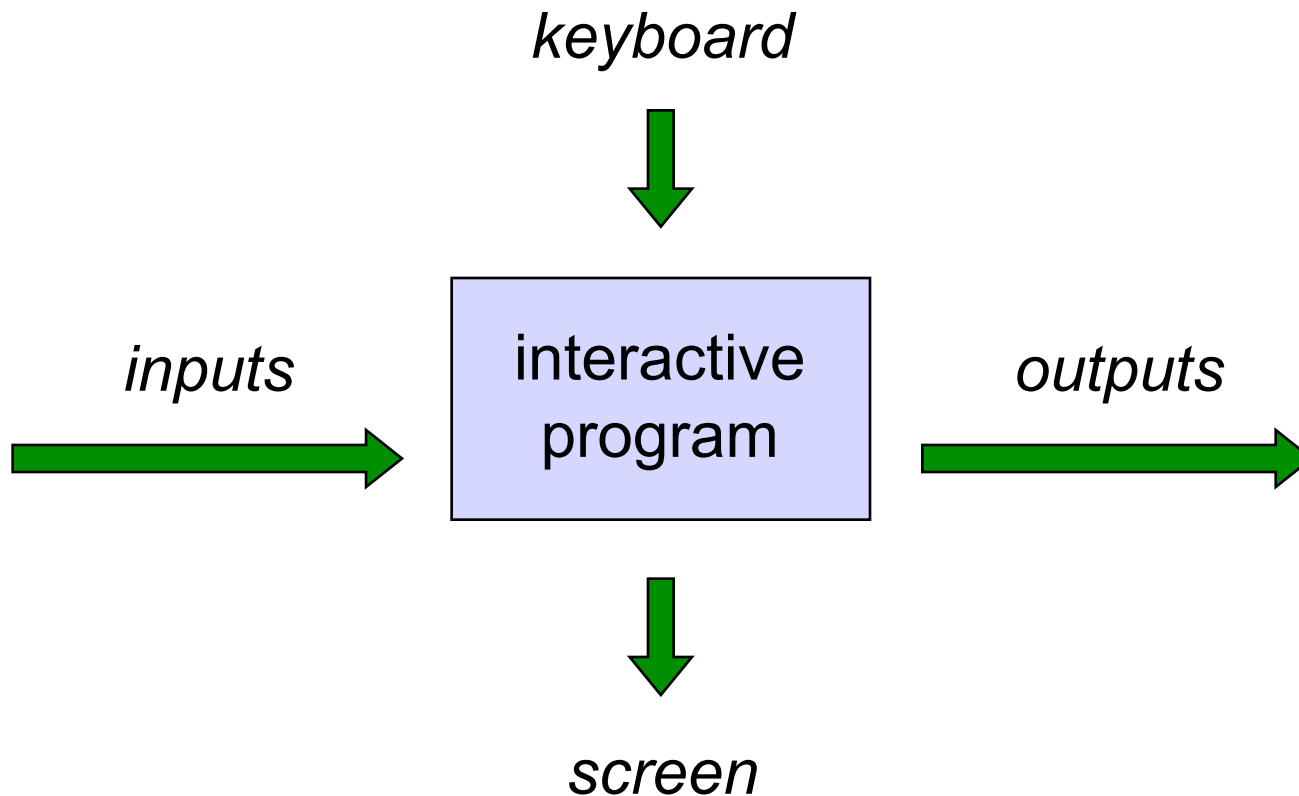 keyboard
inputs
interactive
program
outputs
screen